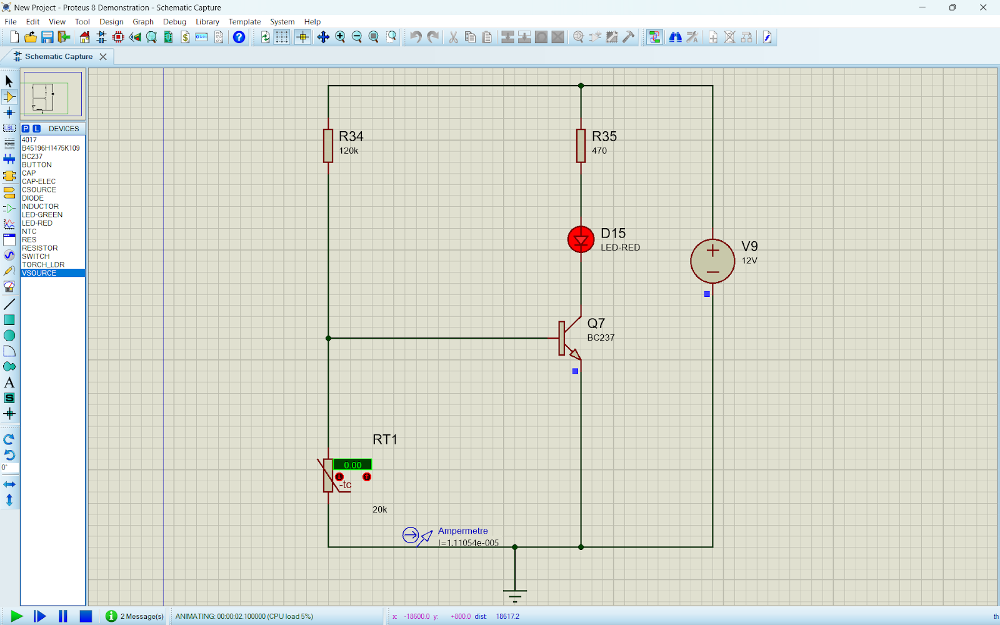 New Project - Proteus 8 Demonstration - Schematic Capture
File Edit View Tool Design Graph Debug Library Template System Help
Schematic Capture
P L DEVICES
4017
B45196H1475K109
BC237
BUTTON
CAP
CAP-ELEC
CSOURCE
DIODE
INDUCTOR
LED-GREEN
LED-RED
NTC
RES
RESISTOR
SWITCH
TORCH_LDR
VSOURCE
LBL
A
S
0°
R34
120k
R35
470
D15
LED-RED
V9
12V
Q7
BC237
RT1
0.00
-tc
20k
Ampermetre
I=1.11054e-005
2 Message(s)
ANIMATING: 00:00:02.100000 (CPU load 5%)
x: -18600.0 y: +800.0 dist 18617.2
th